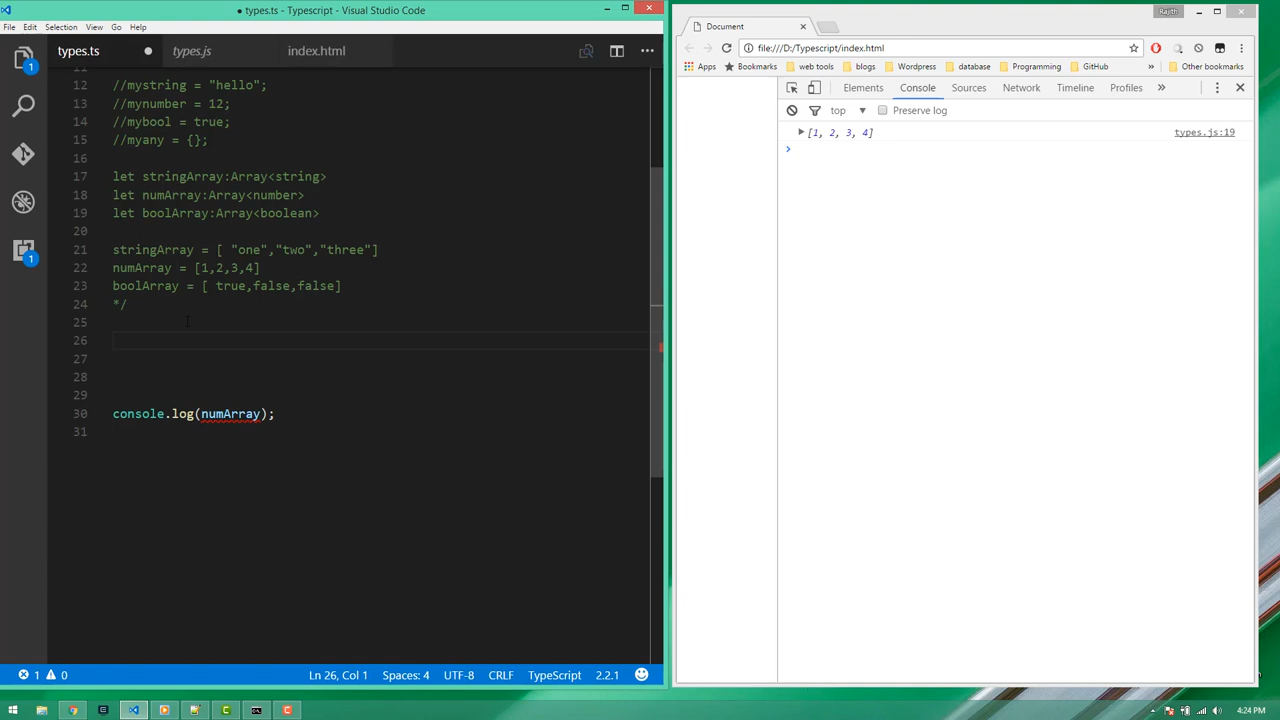 ● types.ts - Typescript - Visual Studio Code
File Edit Selection View Go Help
types.ts ● types.js index.html
11
12 //mystring = "hello";
13 //mynumber = 12;
14 //mybool = true;
15 //myany = {};
16
17 let stringArray:Array<string>
18 let numArray:Array<number>
19 let boolArray:Array<boolean>
20
21 stringArray = [ "one","two","three"]
22 numArray = [1,2,3,4]
23 boolArray = [ true,false,false]
24 */
25
26
27
28
29
30 console.log(numArray);
31
1
1
1 0 Ln 26, Col 1 Spaces: 4 UTF-8 CRLF TypeScript 2.2.1
Rajith
Document
file:///D:/Typescript/index.html
Apps Bookmarks web tools blogs Wordpress database Programming GitHub » Other bookmarks
Elements Console Sources Network Timeline Profiles »
top Preserve log
[1, 2, 3, 4] types.js:19
4:24 PM